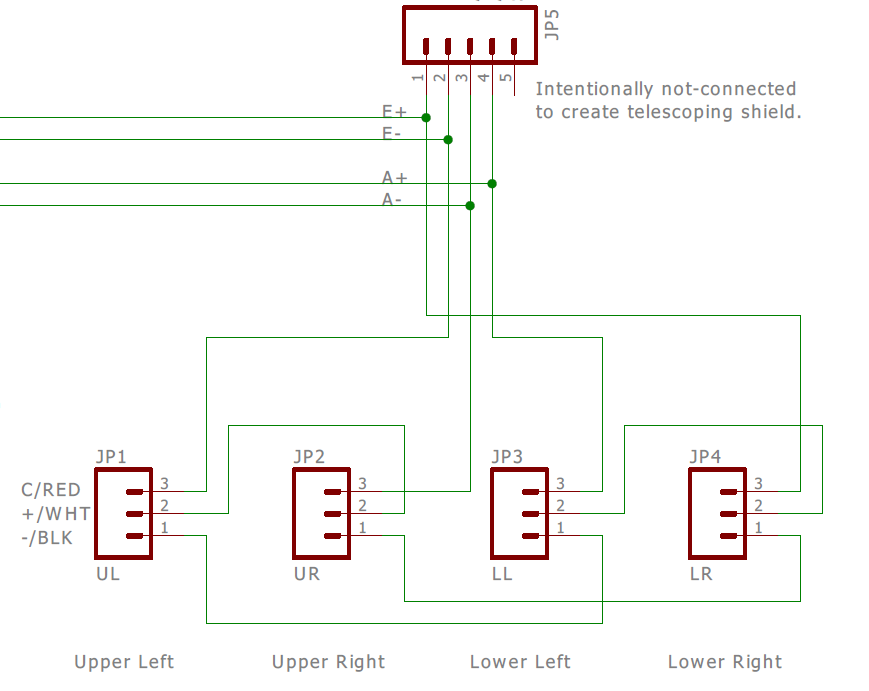 JP5
1 2 3 4 5
Intentionally not-connected
to create telescoping shield.
E+
E-
A+
A-
JP1 JP2 JP3 JP4
C/RED 3 3 3 3
+/WHT 2 2 2 2
-/BLK 1 1 1 1
UL UR LL LR
Upper Left Upper Right Lower Left Lower Right